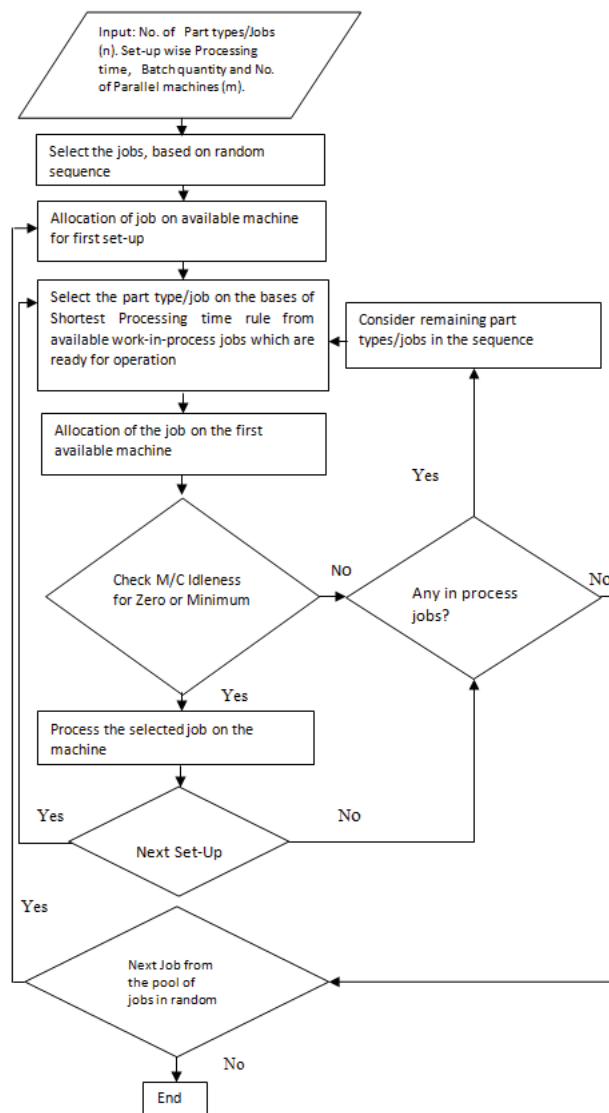 Input: No. of Part types/Jobs
(n). Set-up wise Processing
time, Batch quantity and No.
of Parallel machines (m).
Select the jobs, based on random
sequence
Allocation of job on available machine
for first set-up
Select the part type/job on the bases of
Shortest Processing time rule from
available work-in-process jobs which are
ready for operation
Consider remaining part
types/jobs in the sequence
Allocation of the job on the first
available machine
Yes
Check M/C Idleness
for Zero or Minimum
No
Any in process
jobs?
No
Yes
Process the selected job on the
machine
Yes
No
Next Set-Up
Yes
Next Job from
the pool of
jobs in random
No
End